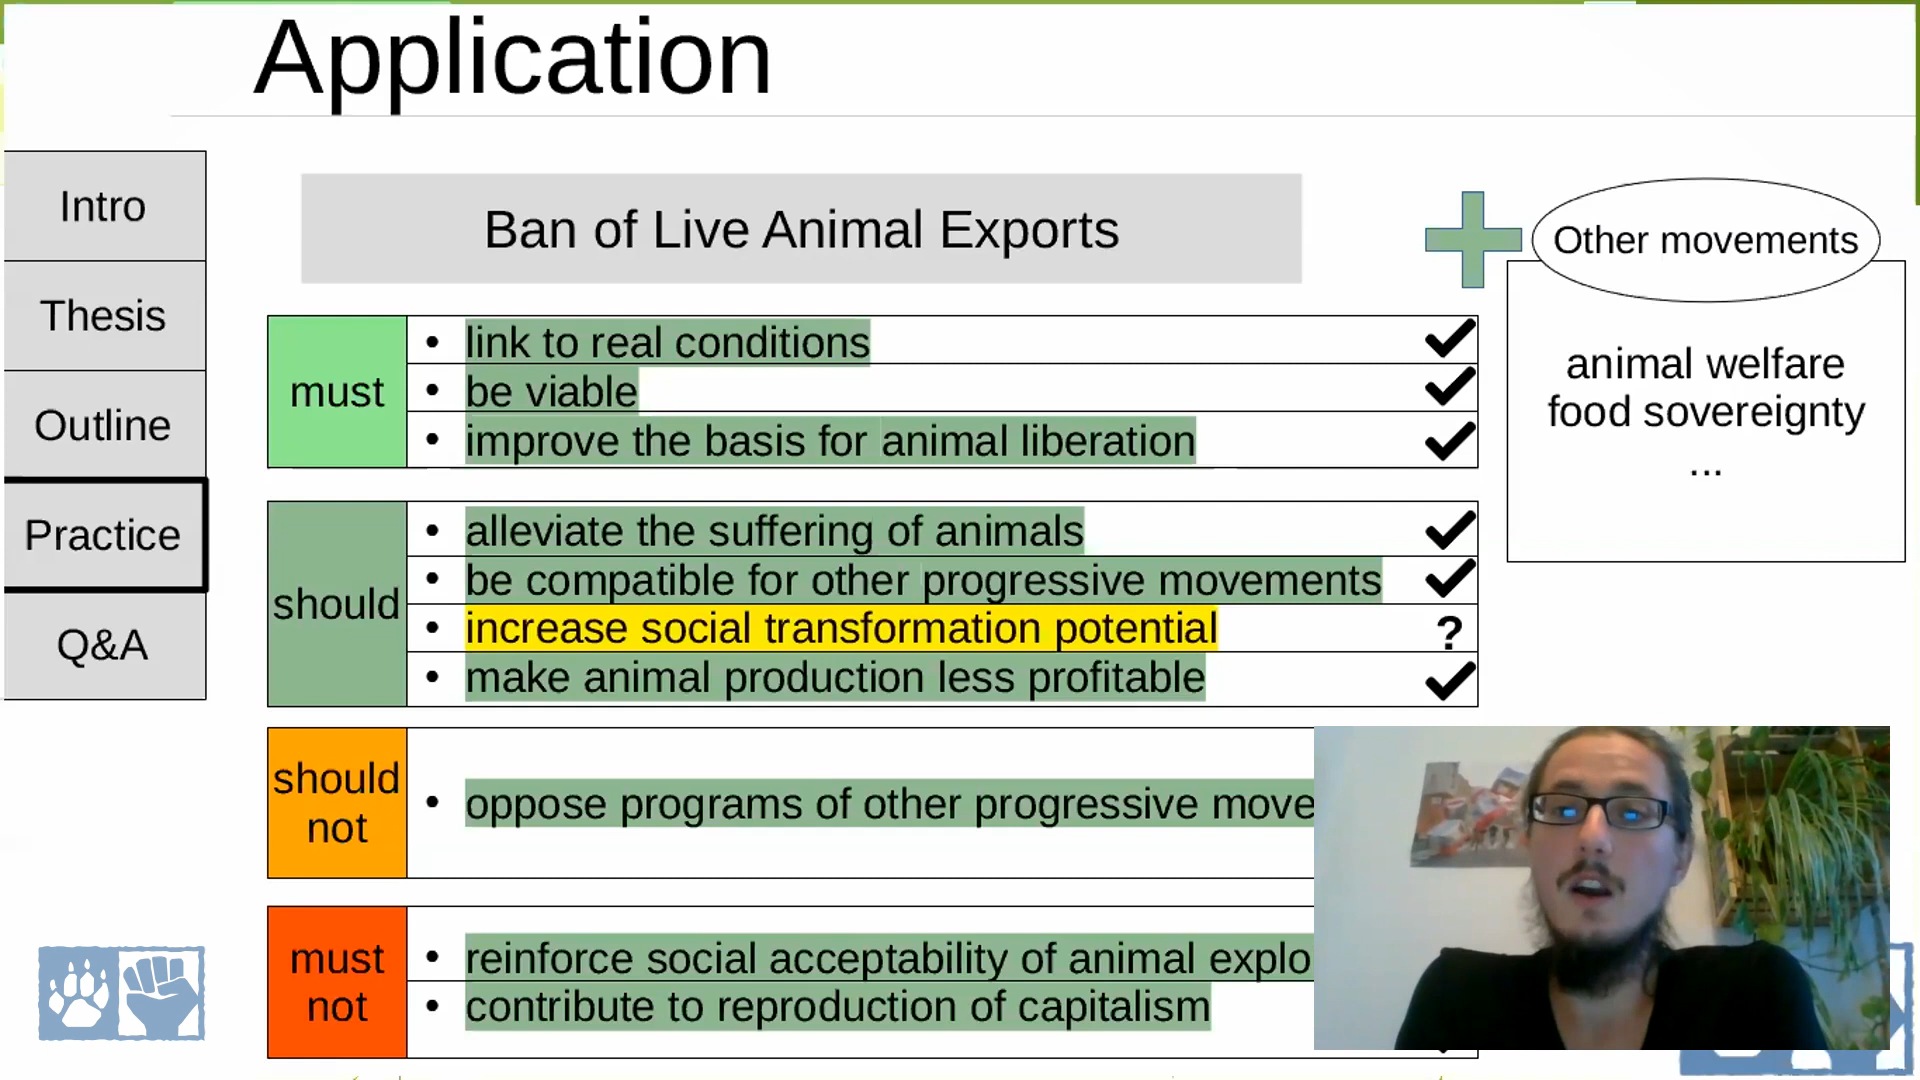 Application
Intro
Thesis
Outline
Practice
Q&A
Ban of Live Animal Exports
Other movements
animal welfare
food sovereignty
...
must
• link to real conditions
• be viable
• improve the basis for animal liberation
should
• alleviate the suffering of animals
• be compatible for other progressive movements
• increase social transformation potential
?
• make animal production less profitable
should
not
• oppose programs of other progressive move
must
not
• reinforce social acceptability of animal explo
• contribute to reproduction of capitalism